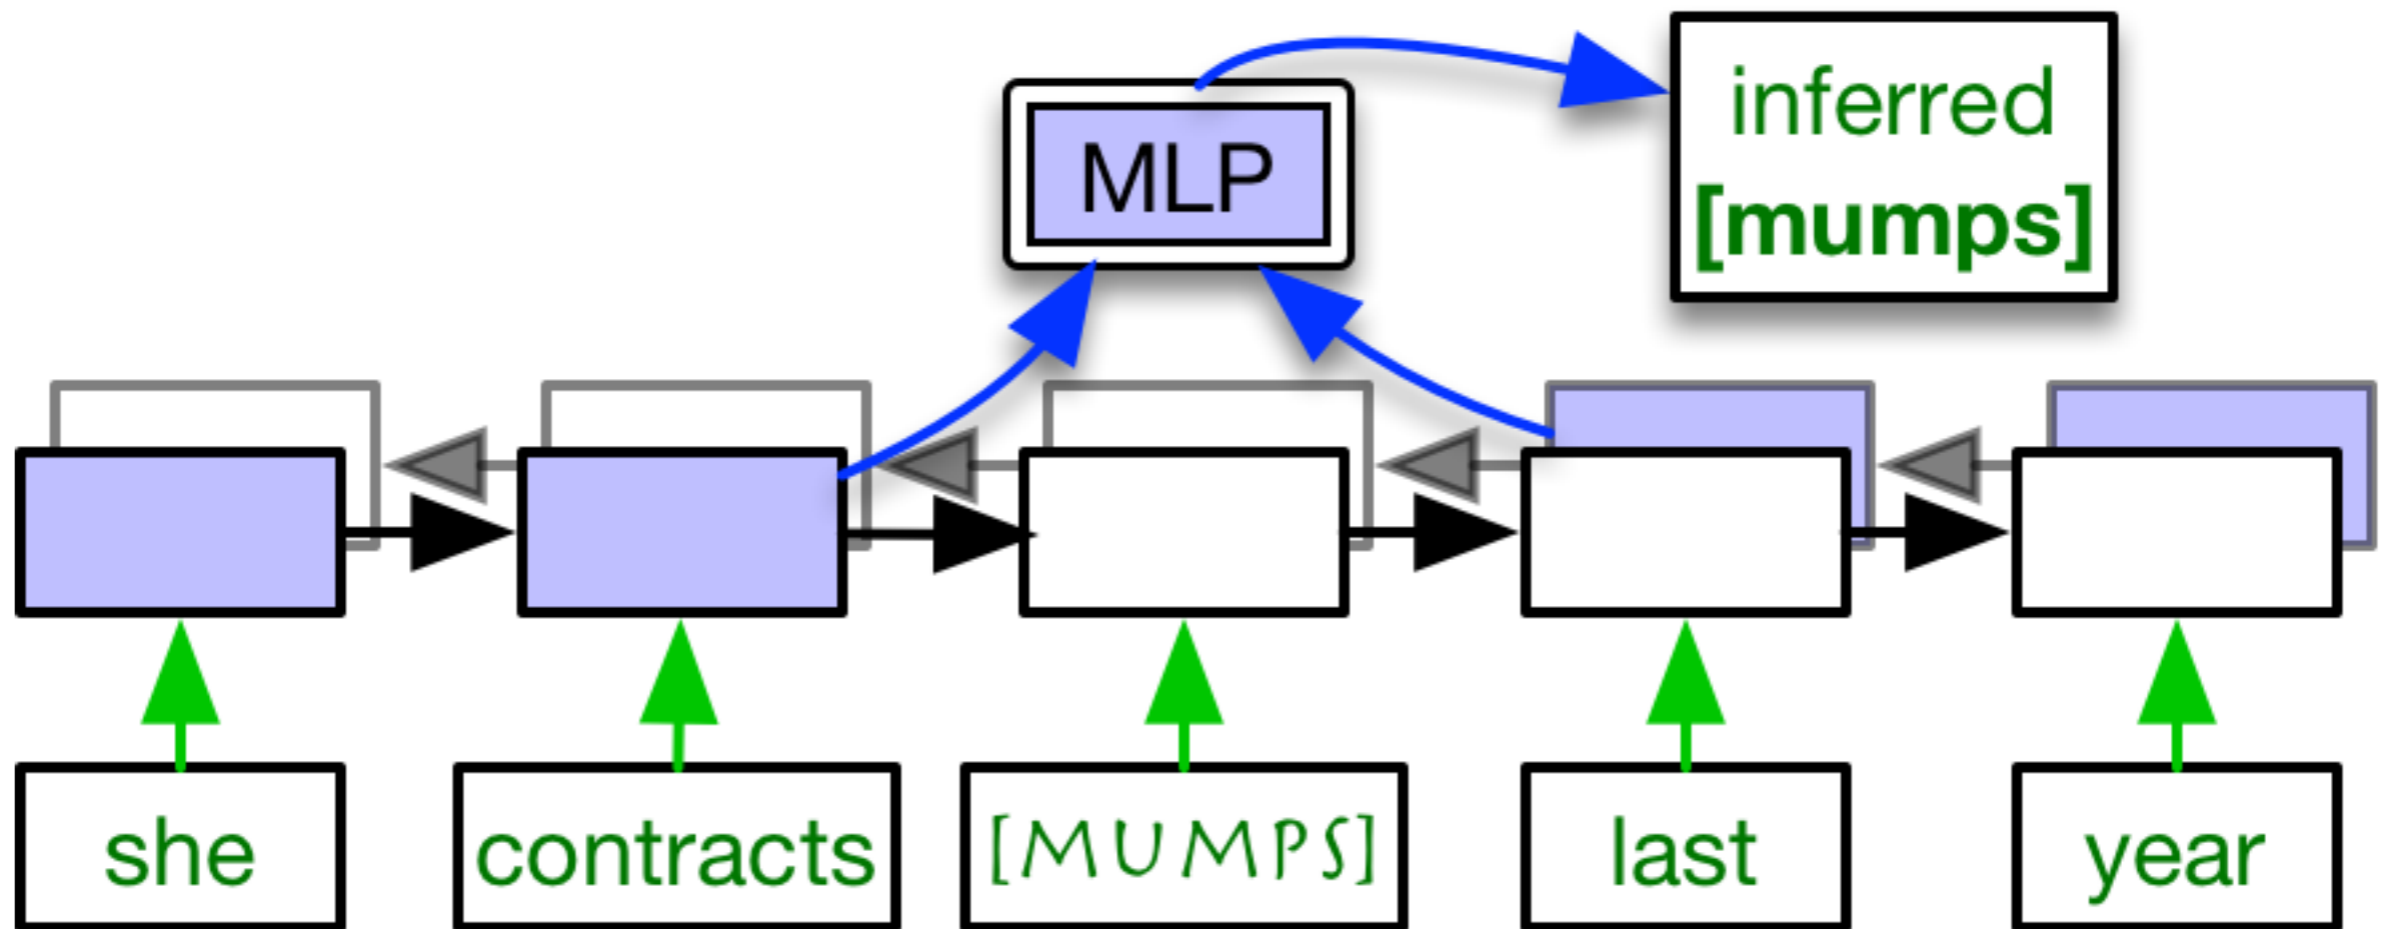 MLP
inferred
[mumps]
she
contracts
[MUMPS]
last
year